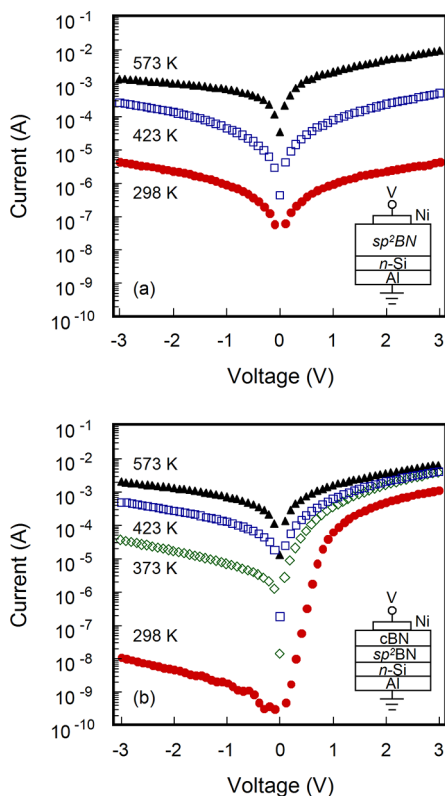 10⁻¹
10⁻²
10⁻³
10⁻⁴
10⁻⁵
10⁻⁶
10⁻⁷
10⁻⁸
10⁻⁹
10⁻¹⁰
Current (A)
573 K
423 K
298 K
V
Ni
sp²BN
n-Si
Al
(a)
-3 -2 -1 0 1 2 3
Voltage (V)
10⁻¹
10⁻²
10⁻³
10⁻⁴
10⁻⁵
10⁻⁶
10⁻⁷
10⁻⁸
10⁻⁹
10⁻¹⁰
Current (A)
573 K
423 K
373 K
298 K
V
Ni
cBN
sp²BN
n-Si
Al
(b)
-3 -2 -1 0 1 2 3
Voltage (V)